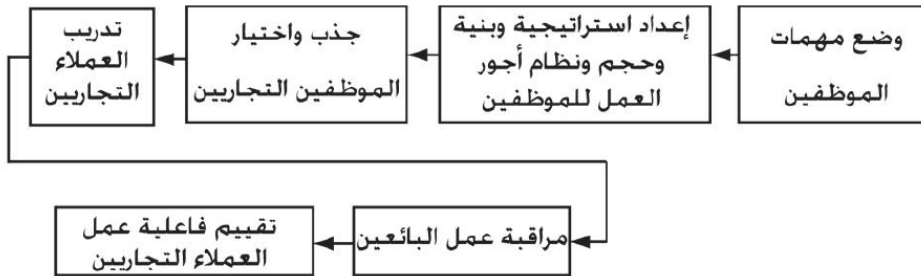 وضع مهمات
الموظفين
إعداد استراتيجية وبنية
وحجم ونظام أجور
العمل للموظفين
جذب واختيار
الموظفين التجاريين
تدريب
العملاء
التجاريين
مراقبة عمل البائعين
تقييم فاعلية عمل
العملاء التجاريين